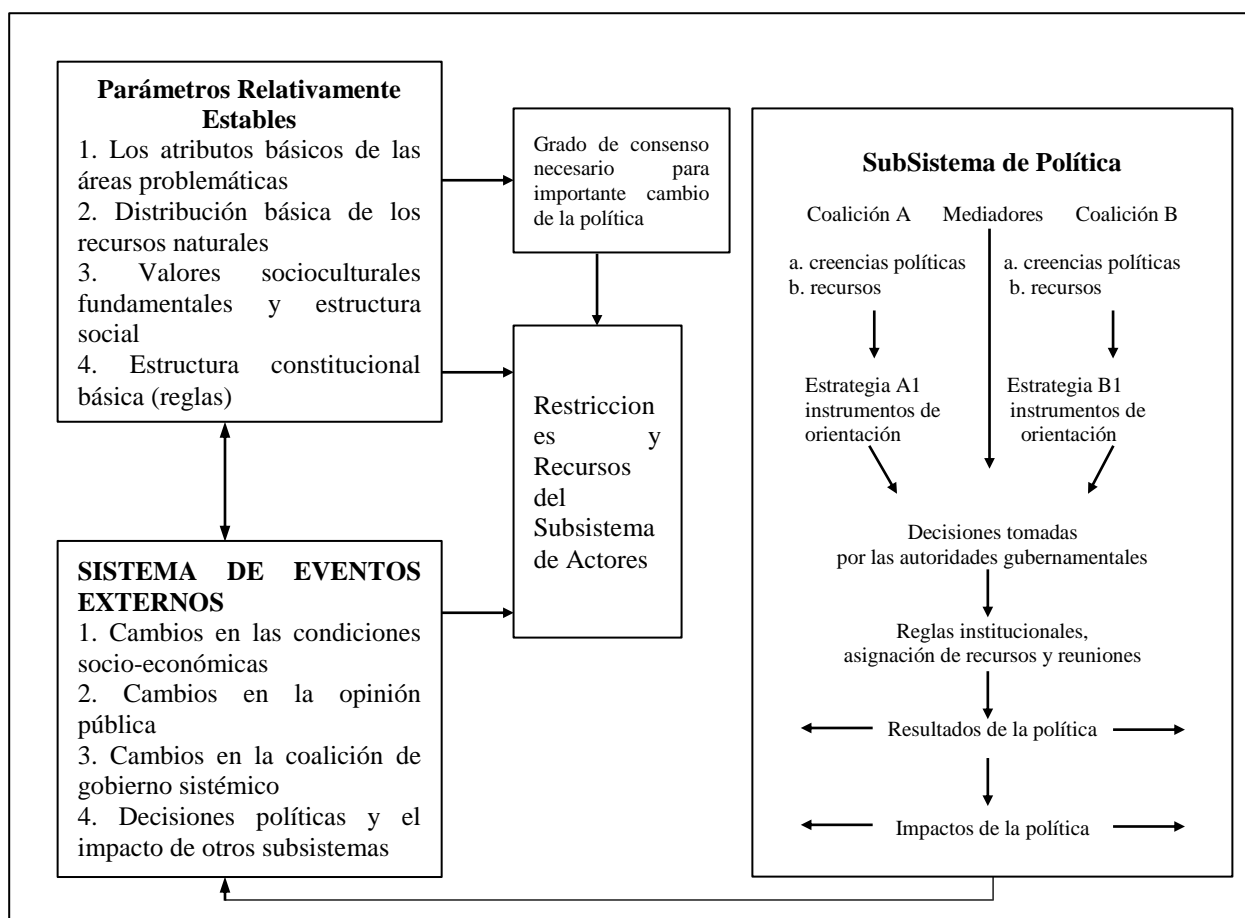 Parámetros Relativamente
Estables
1. Los atributos básicos de las
áreas problemáticas
2. Distribución básica de los
recursos naturales
3. Valores socioculturales
fundamentales y estructura
social
4. Estructura constitucional
básica (reglas)
Grado de consenso
necesario para
importante cambio
de la política
Restriccion
es y
Recursos
del
Subsistema
de Actores
SISTEMA DE EVENTOS
EXTERNOS
1. Cambios en las condiciones
socio-económicas
2. Cambios en la opinión
pública
3. Cambios en la coalición de
gobierno sistémico
4. Decisiones políticas y el
impacto de otros subsistemas
SubSistema de Política
Coalición A Mediadores Coalición B
a. creencias políticas a. creencias políticas
b. recursos b. recursos
Estrategia A1 Estrategia B1
instrumentos de instrumentos de
orientación orientación
Decisiones tomadas
por las autoridades gubernamentales
Reglas institucionales,
asignación de recursos y reuniones
Resultados de la política
Impactos de la política